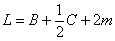 L = B + 1/2 C + 2m